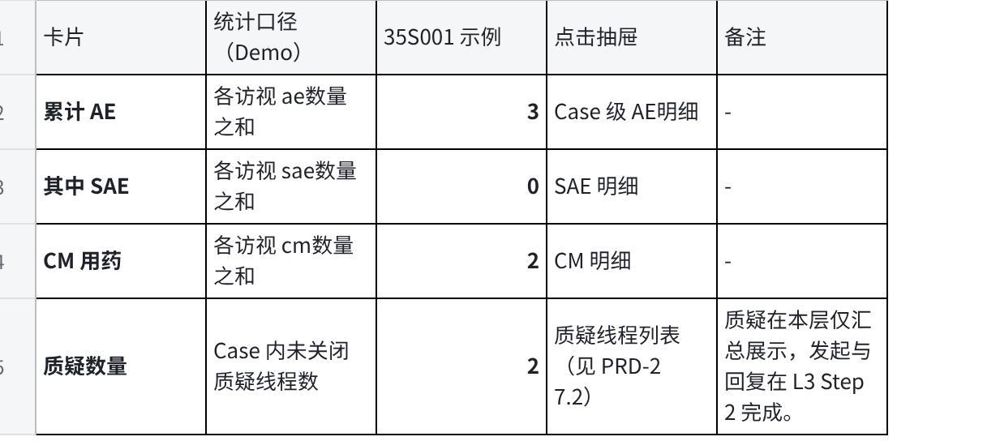 1
卡片
统计口径
（Demo）
35S001 示例
点击抽屉
备注
2
累计 AE
各访视 ae数量
之和
3
Case 级 AE明细
-
3
其中 SAE
各访视 sae数量
之和
0
SAE 明细
-
4
CM 用药
各访视 cm数量
之和
2
CM 明细
-
5
质疑数量
Case 内未关闭
质疑线程数
2
质疑线程列表
（见 PRD-2
7.2）
质疑在本层仅汇
总展示，发起与
回复在 L3 Step
2 完成。